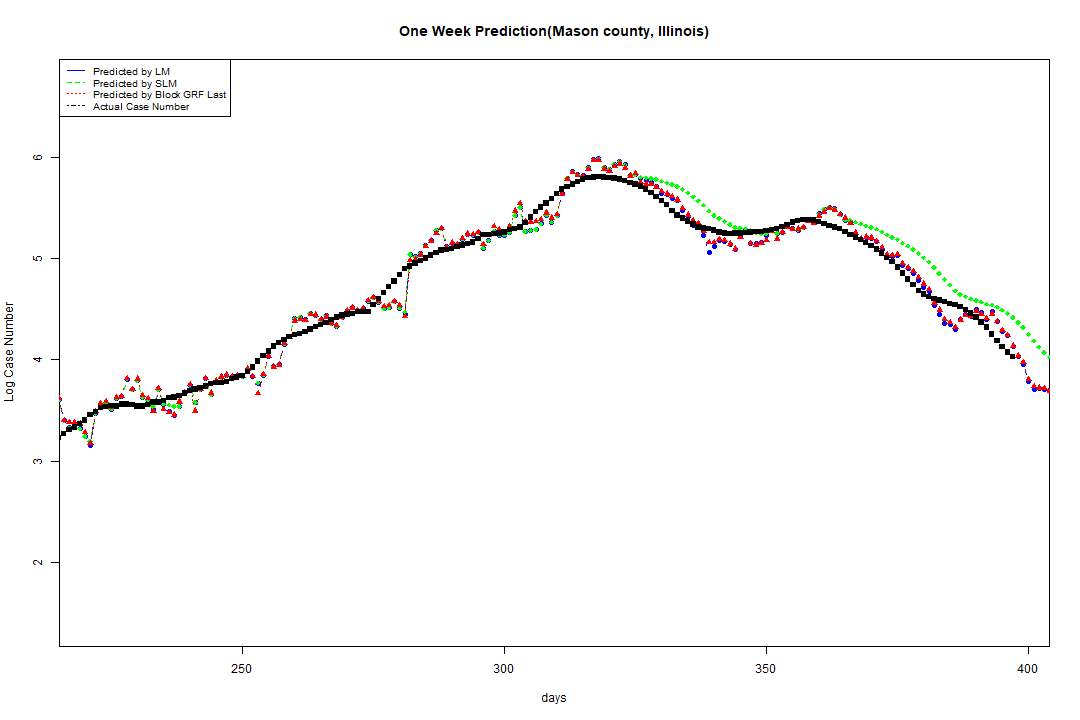 One Week Prediction(Mason county, Illinois)
Predicted by LM
Predicted by SLM
Predicted by Block GRF Last
Actual Case Number
6
5
4
3
2
Log Case Number
250 300 350 400
days